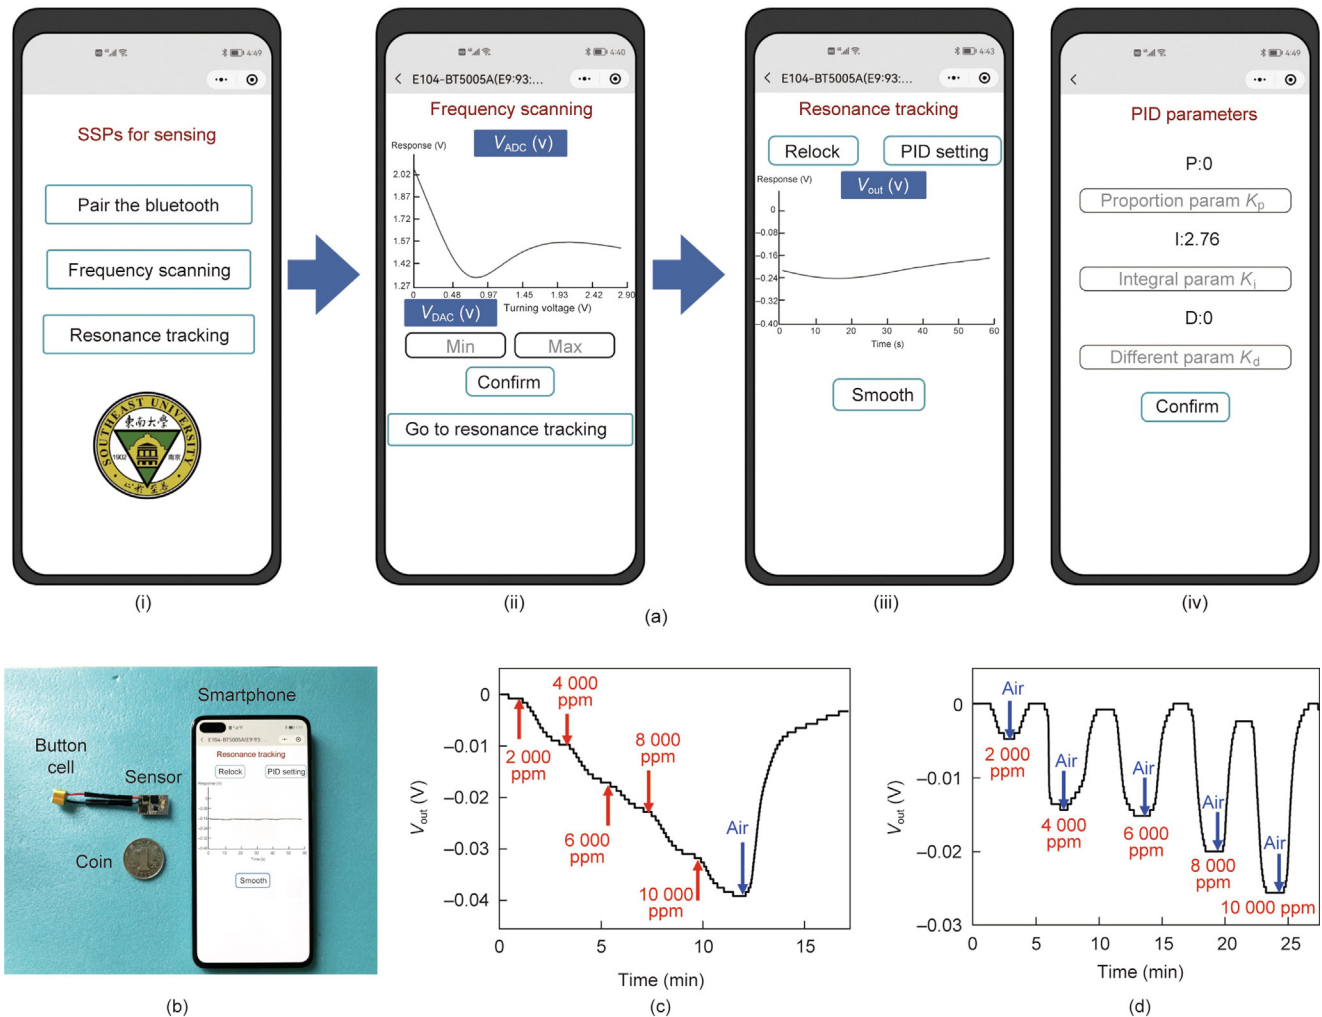 4:49
SSPs for sensing
Pair the bluetooth
Frequency scanning
Resonance tracking
SOUTHEAST UNIVERSITY
東南大學
1902 南京
(i)
4:40
E104-BT5005A(E9:93:...
Frequency scanning
Response (V)
VADC (v)
2.02
1.87
1.72
1.57
1.42
1.27
0 0.48 0.97 1.45 1.93 2.42 2.90
VDAC (v)
Turning voltage (V)
Min
Max
Confirm
Go to resonance tracking
(ii)
4:43
E104-BT5005A(E9:93:...
Resonance tracking
Relock
PID setting
Response (V)
Vout (v)
0
–0.08
–0.16
–0.24
–0.32
–0.40
0 10 20 30 40 50 60
Time (s)
Smooth
(iii)
4:49
PID parameters
P:0
Proportion param Kp
I:2.76
Integral param Ki
D:0
Different param Kd
Confirm
(iv)
(a)
Smartphone
Button
cell
Sensor
Coin
1
E104-BT5005A(E9:93:...
Resonance tracking
Relock
PID setting
Response (V)
Time (s)
Smooth
(b)
Vout (V)
0
–0.01
–0.02
–0.03
–0.04
2 000
ppm
4 000
ppm
6 000
ppm
8 000
ppm
10 000
ppm
Air
0 5 10 15
Time (min)
(c)
Vout (V)
0
–0.01
–0.02
–0.03
Air
2 000
ppm
Air
4 000
ppm
Air
6 000
ppm
Air
8 000
ppm
Air
10 000 ppm
0 5 10 15 20 25
Time (min)
(d)